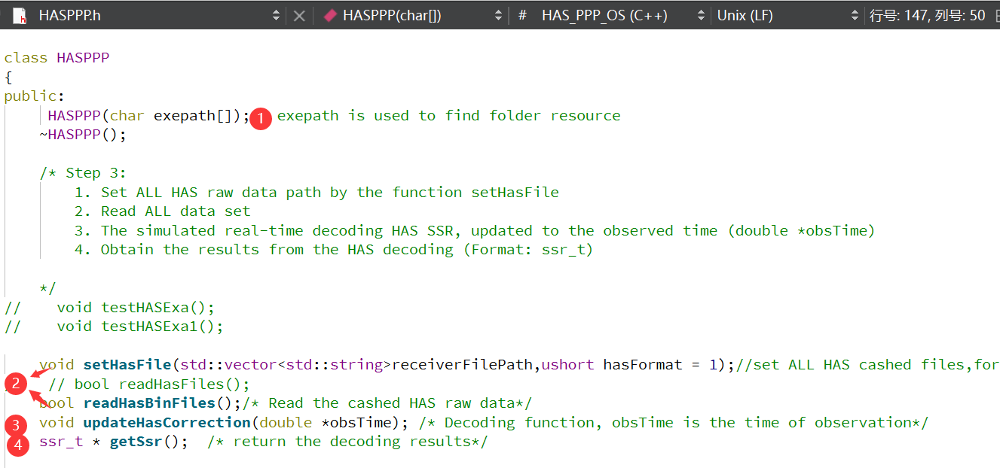 HASPPP.h HASPPP(char[]) # HAS_PPP_OS (C++) Unix (LF) 行号: 147, 列号: 50
class HASPPP
{
public:
HASPPP(char exepath[]); 1 exepath is used to find folder resource
~HASPPP();
/* Step 3:
1. Set ALL HAS raw data path by the function setHasFile
2. Read ALL data set
3. The simulated real-time decoding HAS SSR, updated to the observed time (double *obsTime)
4. Obtain the results from the HAS decoding (Format: ssr_t)
*/
// void testHASExa();
// void testHASExa1();
void setHasFile(std::vector<std::string>receiverFilePath,ushort hasFormat = 1);//set ALL HAS cashed files,for
2 // bool readHasFiles();
bool readHasBinFiles();/* Read the cashed HAS raw data*/
3 void updateHasCorrection(double *obsTime); /* Decoding function, obsTime is the time of observation*/
4 ssr_t * getSsr(); /* return the decoding results*/